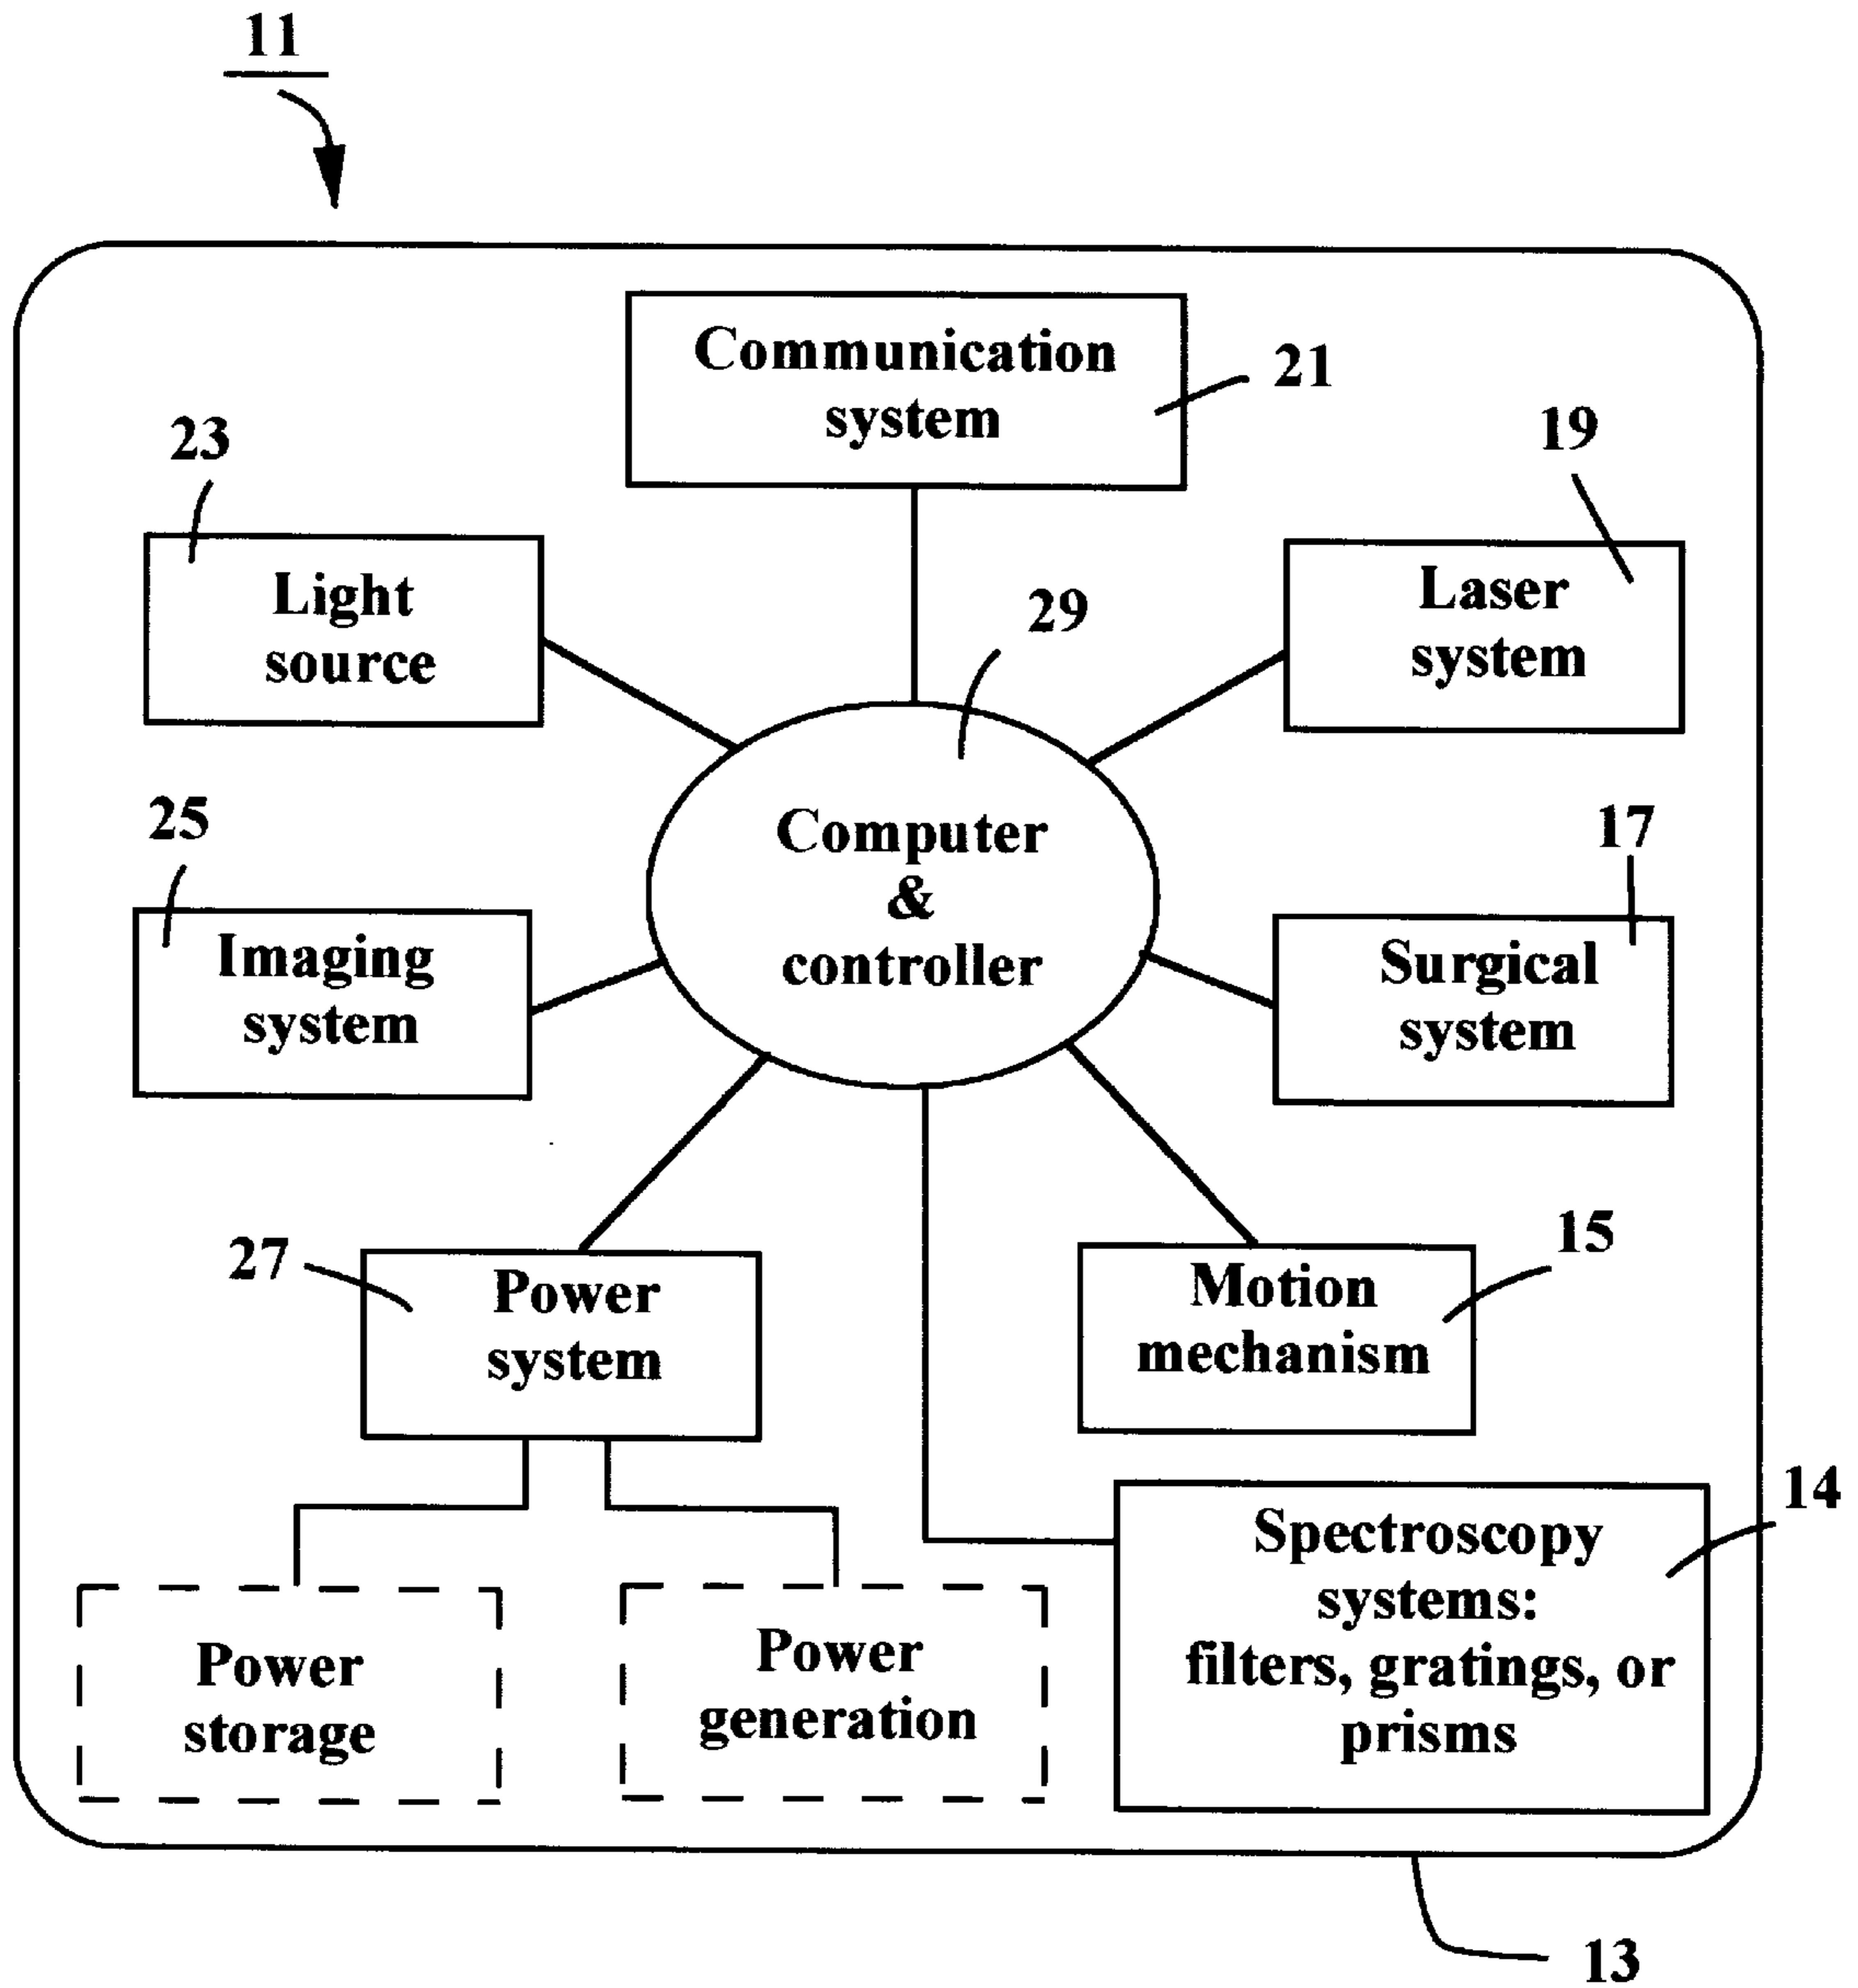 11
Communication
system
21
23
19
Light
source
Laser
system
29
25
17
Computer
&
controller
Imaging
system
Surgical
system
27
15
Power
system
Motion
mechanism
14
Spectroscopy
systems:
filters, gratings, or
prisms
Power
storage
Power
generation
13